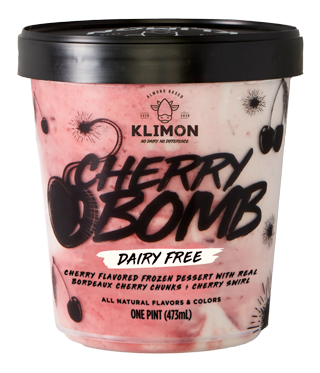 ALMOND BASED
KLIMON
NO DAIRY. NO DIFFERENCE.
CHERRY
BOMB
DAIRY FREE
CHERRY FLAVORED FROZEN DESSERT WITH REAL
BORDEAUX CHERRY CHUNKS + CHERRY SWIRL
ALL NATURAL FLAVORS & COLORS
ONE PINT (473mL)